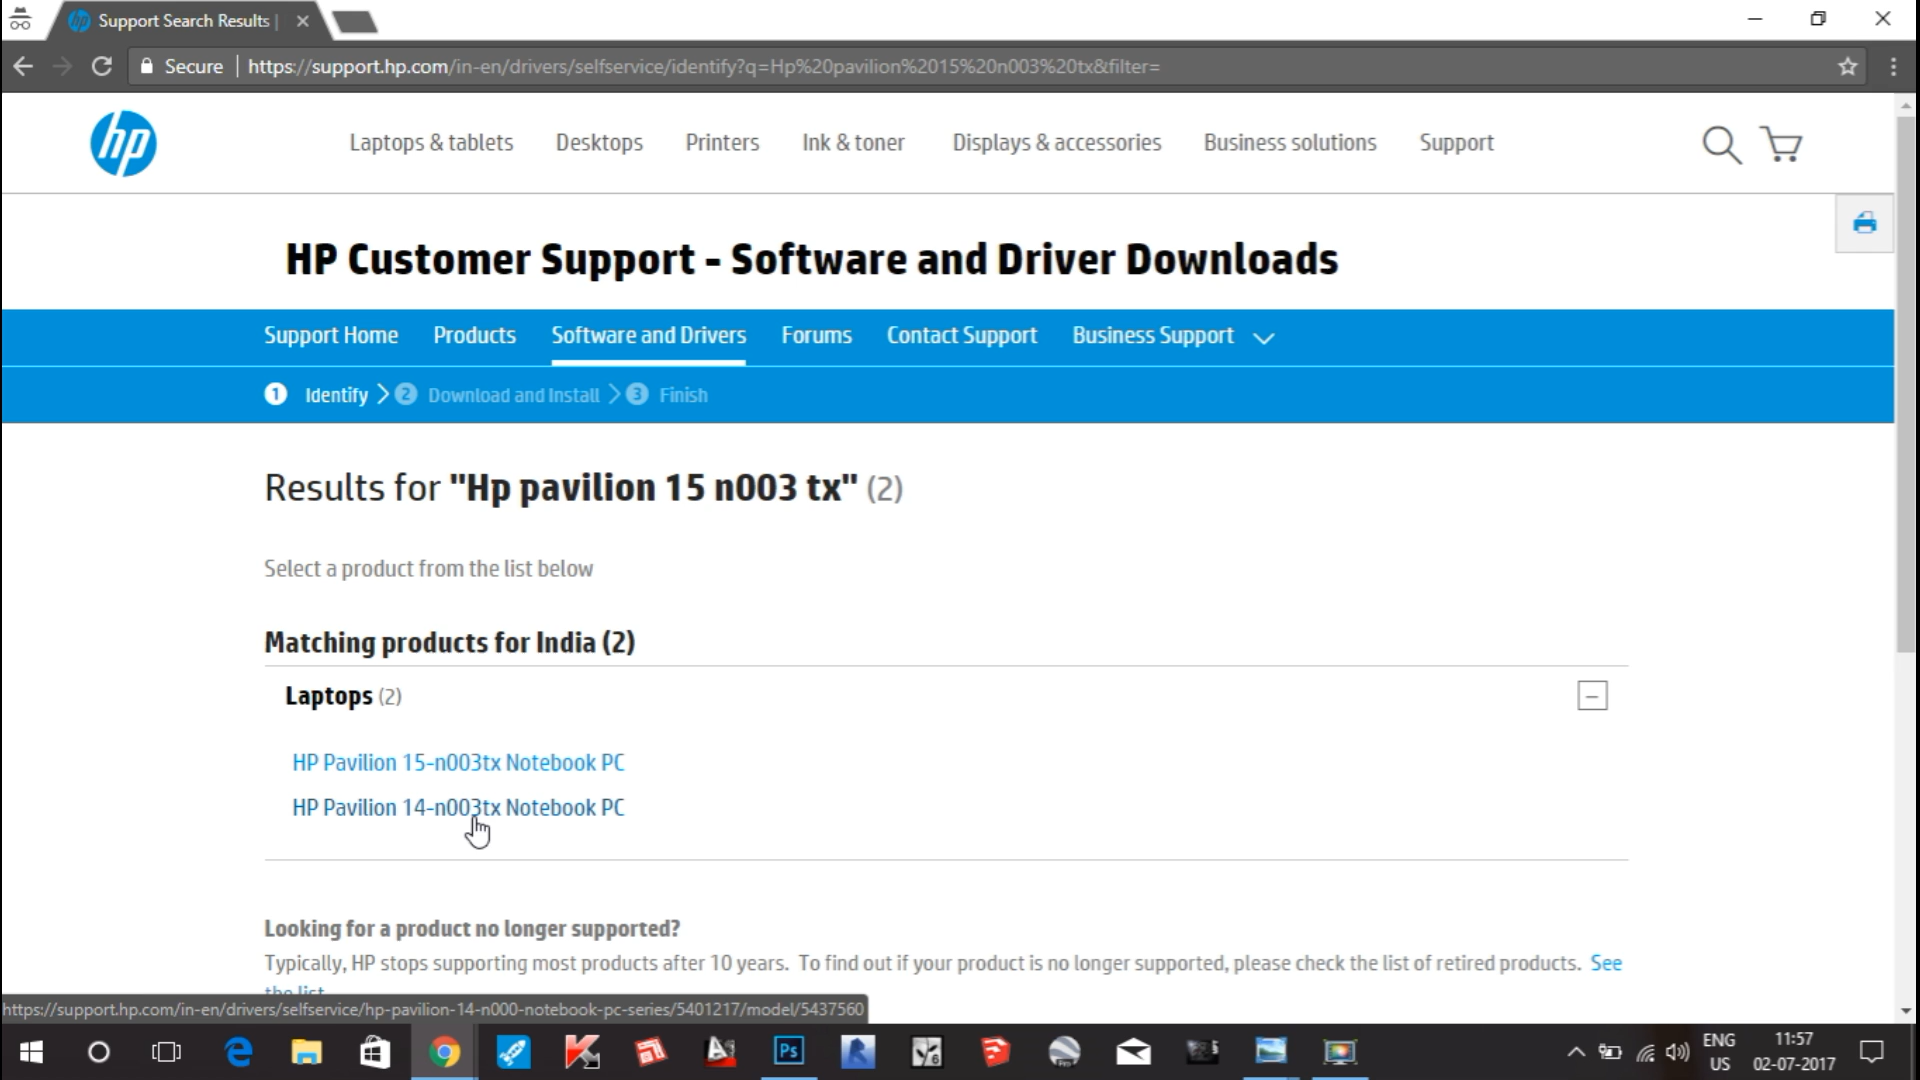 Support Search Results |
Secure | https://support.hp.com/in-en/drivers/selfservice/identify?q=Hp%20pavilion%2015%20n003%20tx&filter=
hp
Laptops & tablets Desktops Printers Ink & toner Displays & accessories Business solutions Support
HP Customer Support - Software and Driver Downloads
Support Home Products Software and Drivers Forums Contact Support Business Support
1 Identify 2 Download and Install 3 Finish
Results for "Hp pavilion 15 n003 tx" (2)
Select a product from the list below
Matching products for India (2)
Laptops (2)
HP Pavilion 15-n003tx Notebook PC
HP Pavilion 14-n003tx Notebook PC
Looking for a product no longer supported?
Typically, HP stops supporting most products after 10 years. To find out if your product is no longer supported, please check the list of retired products. See
the list
https://support.hp.com/in-en/drivers/selfservice/hp-pavilion-14-n000-notebook-pc-series/5401217/model/5437560
Ps
ENG
US
11:57
02-07-2017